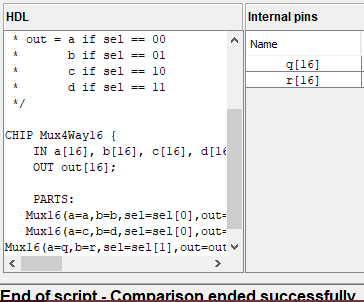 HDL
Internal pins
 * out = a if sel == 00
 *       b if sel == 01
 *       c if sel == 10
 *       d if sel == 11
 */
CHIP Mux4Way16 {
    IN a[16], b[16], c[16], d[16
    OUT out[16];
    PARTS:
   Mux16(a=a,b=b,sel=sel[0],out=
   Mux16(a=c,b=d,sel=sel[0],out=
Mux16(a=q,b=r,sel=sel[1],out=out
Name
q[16]
r[16]
End of script - Comparison ended successfully